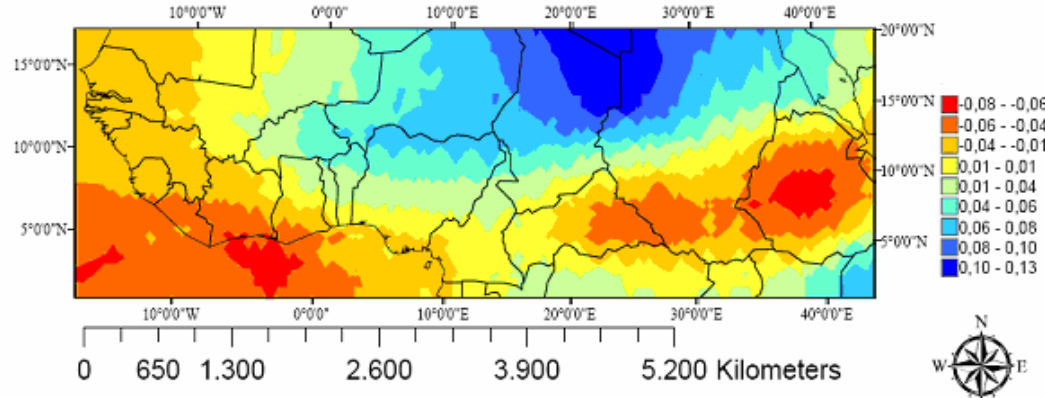 10°0'0"W 0°0'0" 10°0'0"E 20°0'0"E 30°0'0"E 40°0'0"E
20°0'0"N
15°0'0"N
15°0'0"N
10°0'0"N
10°0'0"N
5°0'0"N
5°0'0"N
-0,08 - -0,06
-0,06 - -0,04
-0,04 - -0,01
0,01 - 0,01
0,01 - 0,04
0,04 - 0,06
0,06 - 0,08
0,08 - 0,10
0,10 - 0,13
10°0'0"W 0°0'0" 10°0'0"E 20°0'0"E 30°0'0"E 40°0'0"E
0 650 1.300 2.600 3.900 5.200 Kilometers
N
W E
S